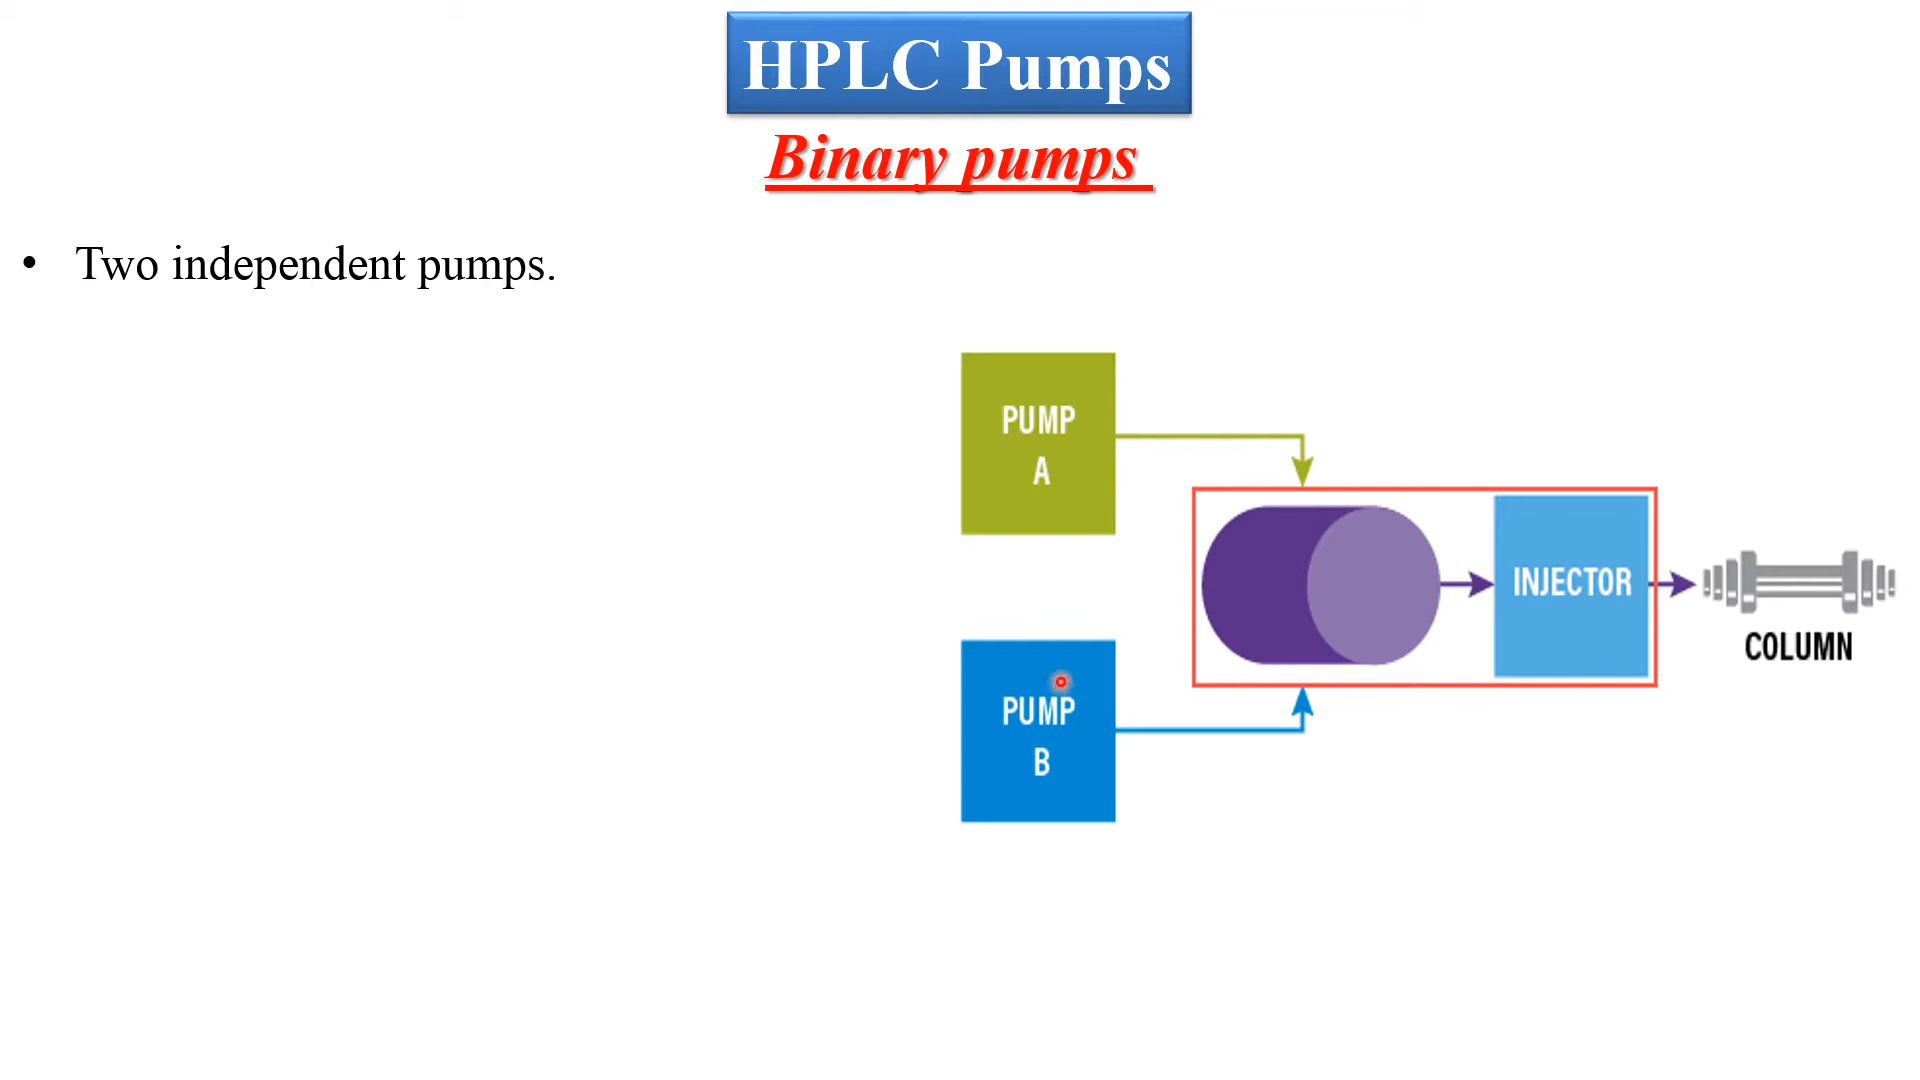 HPLC Pumps
Binary pumps
• Two independent pumps.
PUMP
A
INJECTOR
COLUMN
PUMP
B